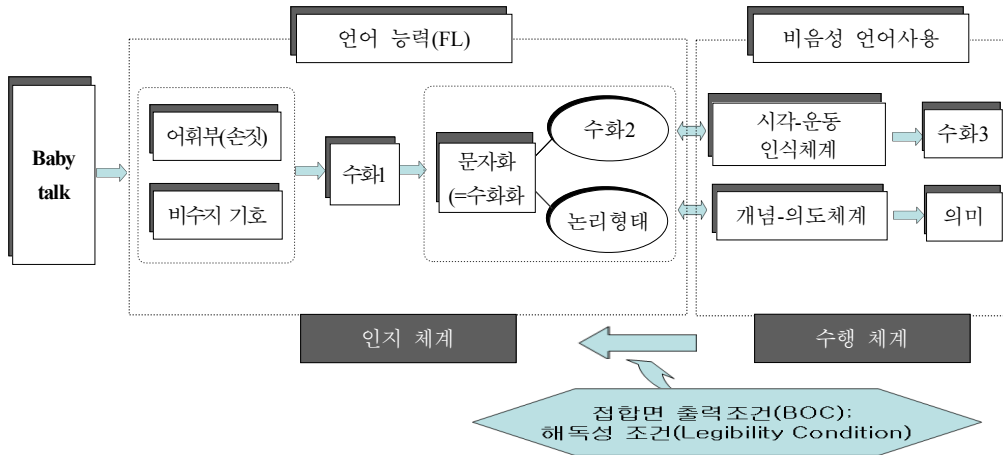 언어 능력(FL)
비음성 언어사용
Baby
talk
어휘부(손짓)
비수지 기호
수화1
문자화
(=수화화
수화2
논리형태
시각-운동
인식체계
수화3
개념-의도체계
의미
인지 체계
수행 체계
접합면 출력조건(BOC);
해독성 조건(Legibility Condition)